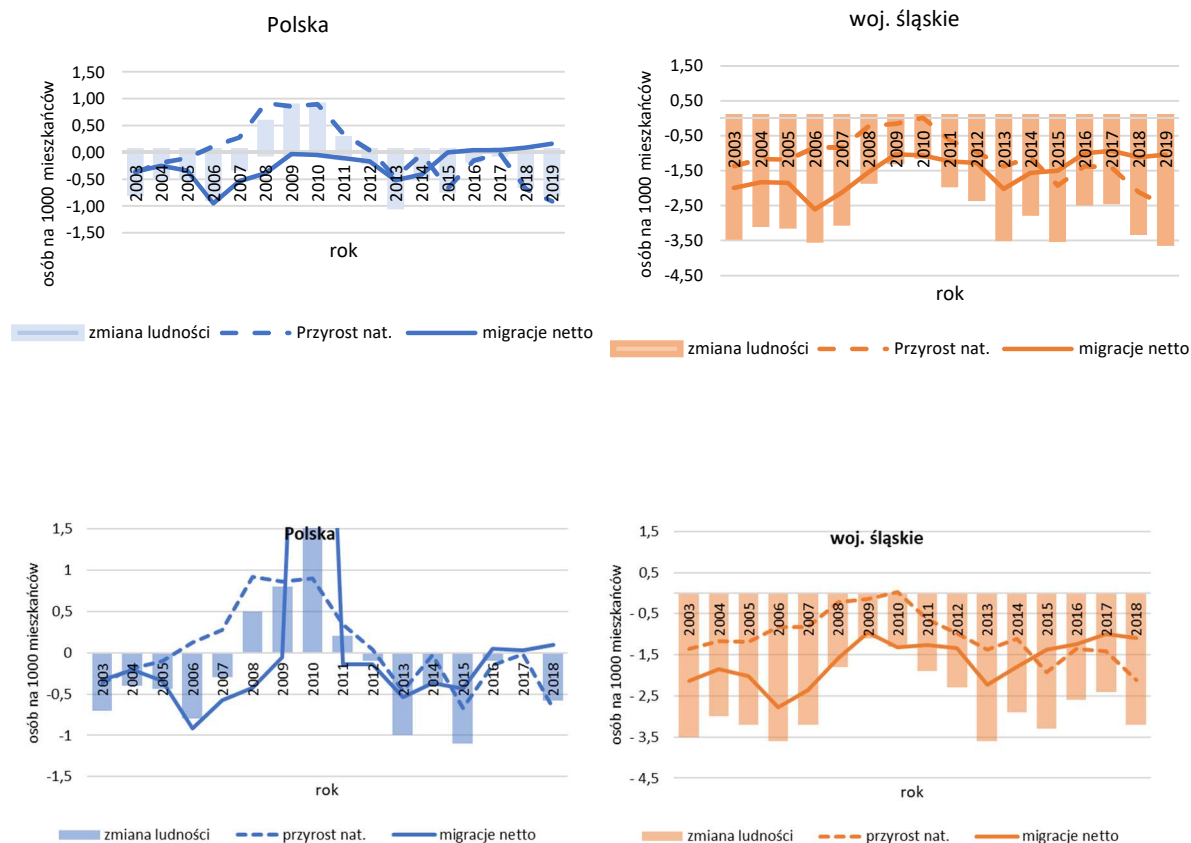 Polska
osób na 1000 mieszkańców
1,50
1,00
0,50
0,00
-0,50
-1,00
-1,50
2003 2004 2005 2006 2007 2008 2009 2010 2011 2012 2013 2014 2015 2016 2017 2018 2019
rok
zmiana ludności Przyrost nat. migracje netto
woj. śląskie
osób na 1000 mieszkańców
1,50
0,50
-0,50
-1,50
-2,50
-3,50
-4,50
2003 2004 2005 2006 2007 2008 2009 2010 2011 2012 2013 2014 2015 2016 2017 2018 2019
rok
zmiana ludności Przyrost nat. migracje netto
Polska
osób na 1000 mieszkańców
1,5
1
0,5
0
-0,5
-1
-1,5
2003 2004 2005 2006 2007 2008 2009 2010 2011 2012 2013 2014 2015 2016 2017 2018
rok
zmiana ludności przyrost nat. migracje netto
woj. śląskie
osób na 1000 mieszkańców
1,5
0,5
- 0,5
- 1,5
- 2,5
- 3,5
- 4,5
2003 2004 2005 2006 2007 2008 2009 2010 2011 2012 2013 2014 2015 2016 2017 2018
rok
zmiana ludności przyrost nat. migracje netto